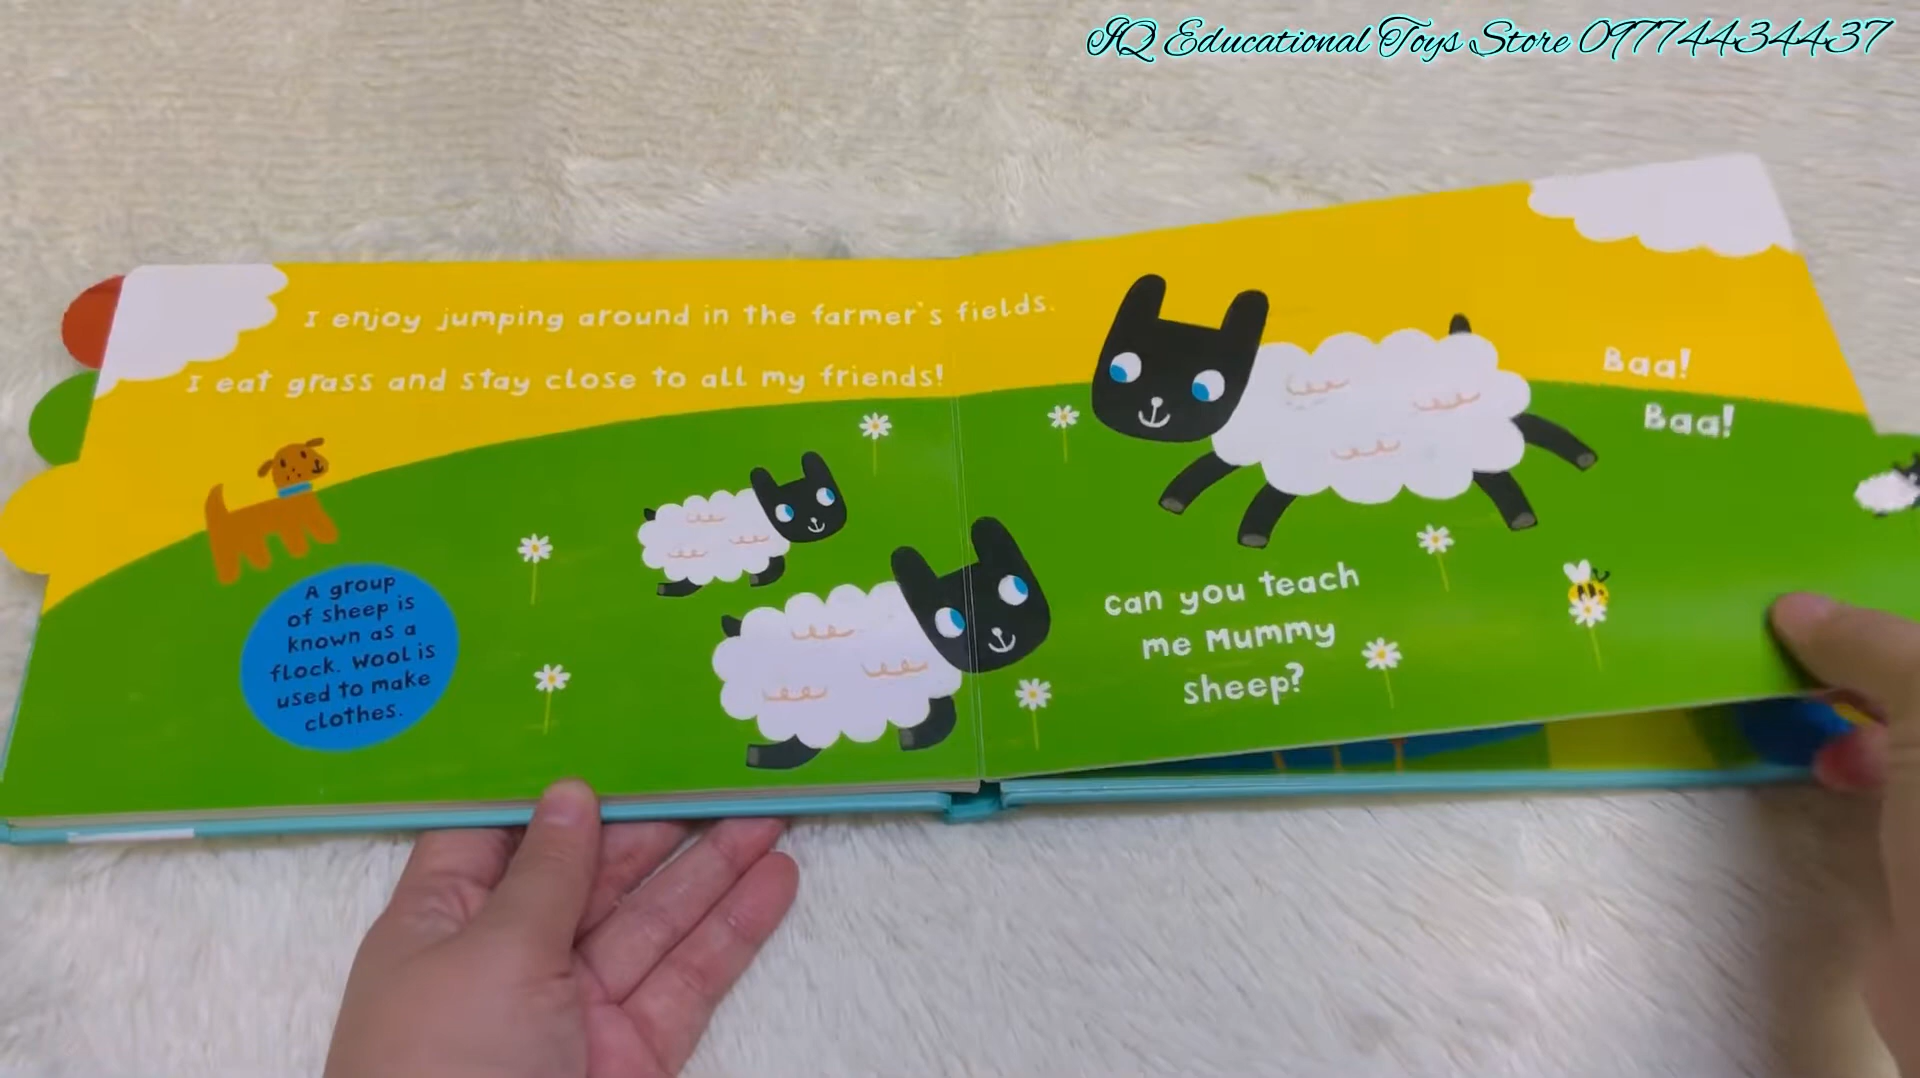 IQ Educational Toys Store 09774434437
I enjoy jumping around in the farmer's fields.
I eat grass and stay close to all my friends!
A group
of sheep is
known as a
flock. Wool is
used to make
clothes.
Baa!
Baa!
can you teach
me Mummy
sheep?